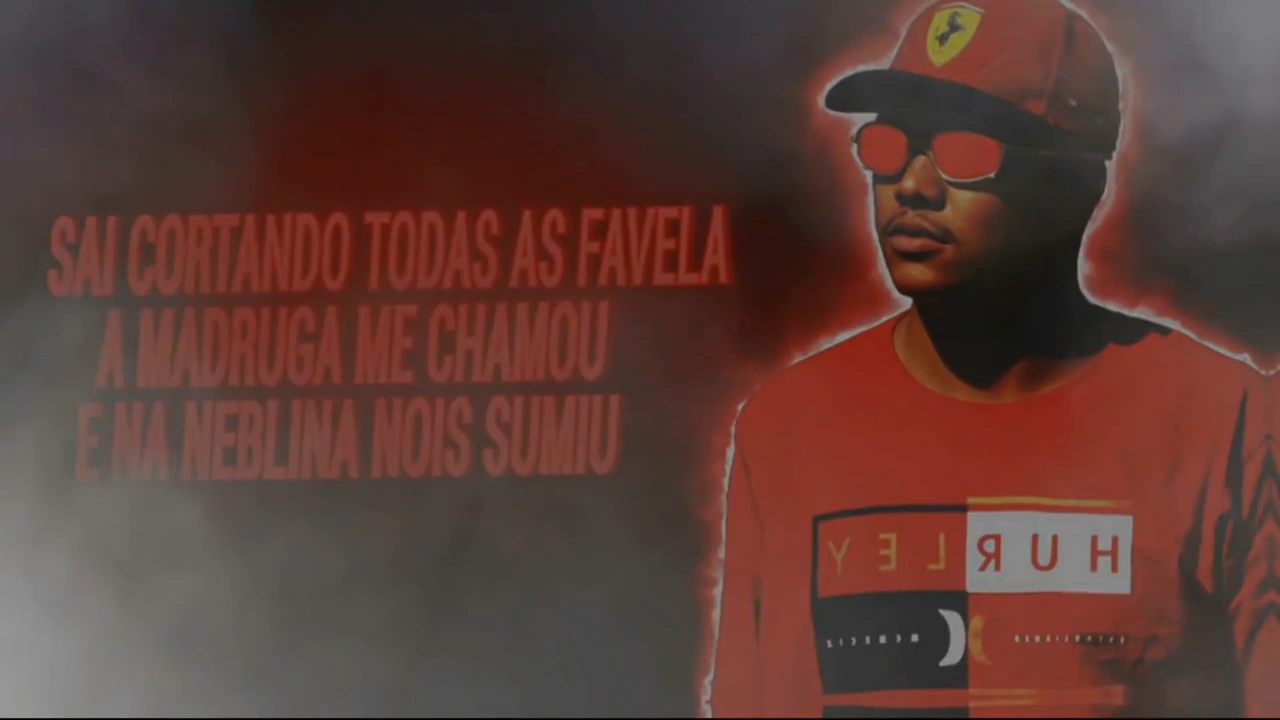 SAI CORTANDO TODAS AS FAVELA
A MADRUGA ME CHAMOU
E NA NEBLINA NOIS SUMIU
HURLEY